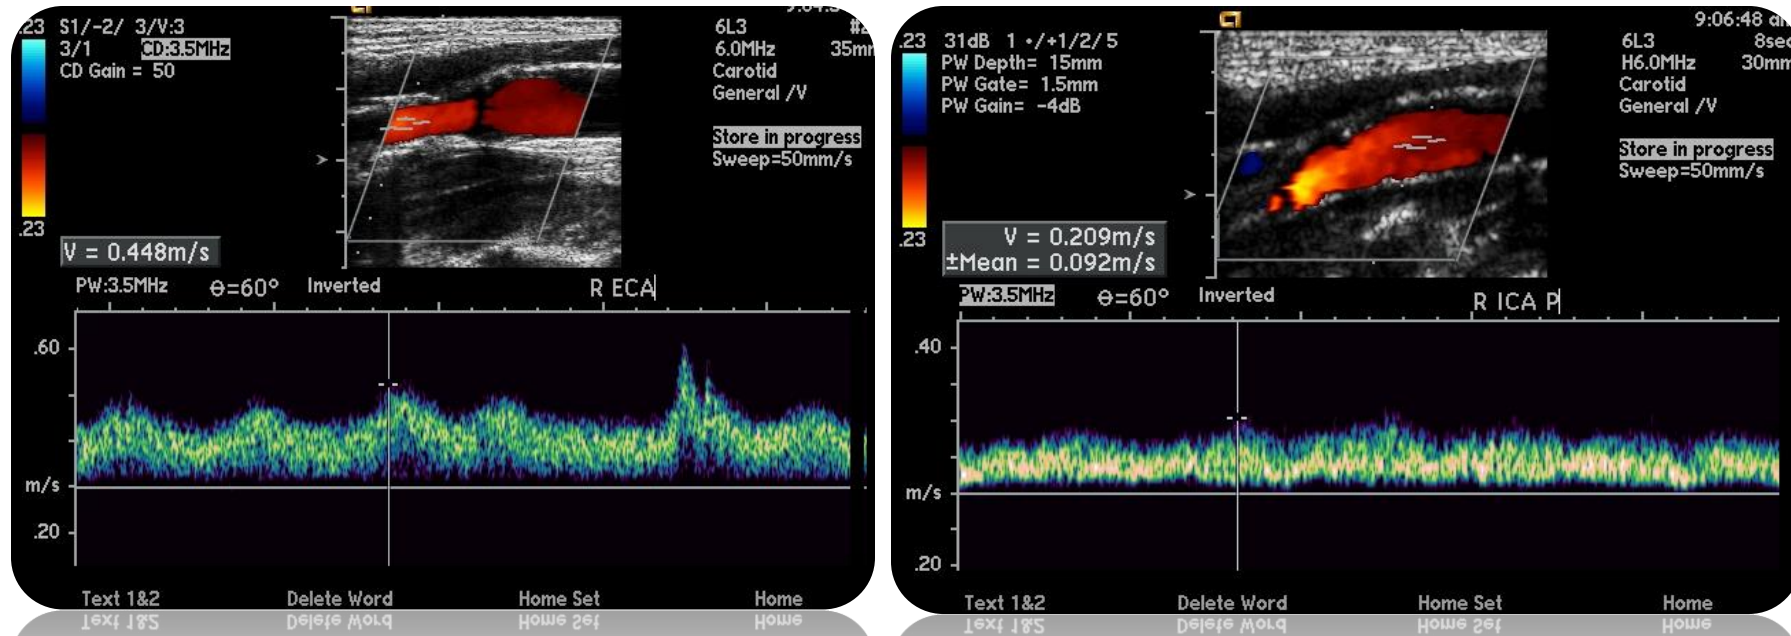 .23 S1/-2/ 3/V:3
3/1 CD:3.5MHz
CD Gain = 50
6L3
6.0MHz 35mm
Carotid
General /V
Store in progress
Sweep=50mm/s
.23
V = 0.448m/s
PW:3.5MHz θ=60° Inverted R ECA
.60
m/s
.20
Text 1&2 Delete Word Home Set Home
9:06:48
.23 31dB 1 •/+1/2/5
PW Depth= 15mm
PW Gate= 1.5mm
PW Gain= -4dB
6L3 8sec
H6.0MHz 30mm
Carotid
General /V
Store in progress
Sweep=50mm/s
.23
V = 0.209m/s
±Mean = 0.092m/s
PW:3.5MHz θ=60° Inverted R ICA P
.40
m/s
.20
Text 1&2 Delete Word Home Set Home